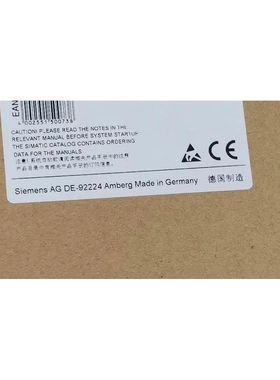 EAN
4002551500738
CAUTION! PLEASE READ THE NOTES IN THE
RELEVANT MANUAL BEFORE SYSTEM STARTUP
THE SIMATIC CATALOG CONTAINS ORDERING
DATA FOR THE MANUALS
CE
Siemens AG DE-92224 Amberg Made in Germany 德国制造